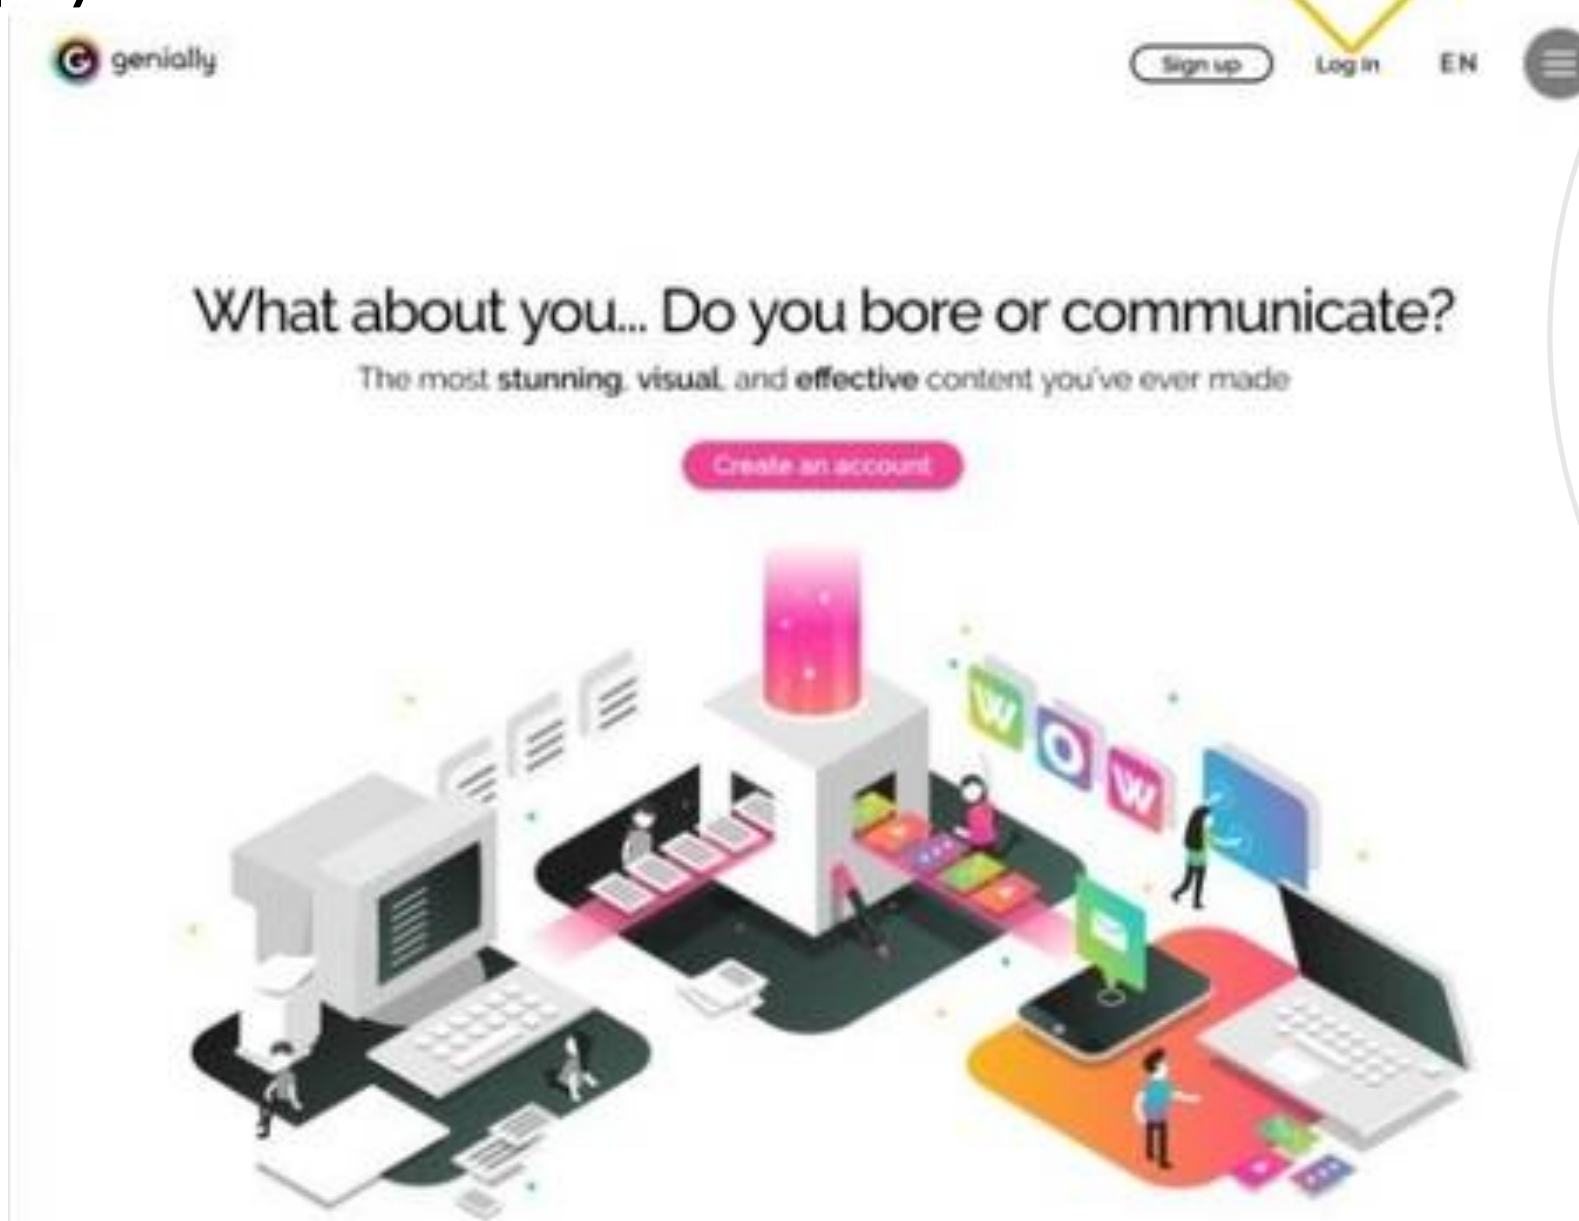 genially
Sign up Log in EN
What about you... Do you bore or communicate?
The most stunning, visual, and effective content you've ever made
Create an account
W O W